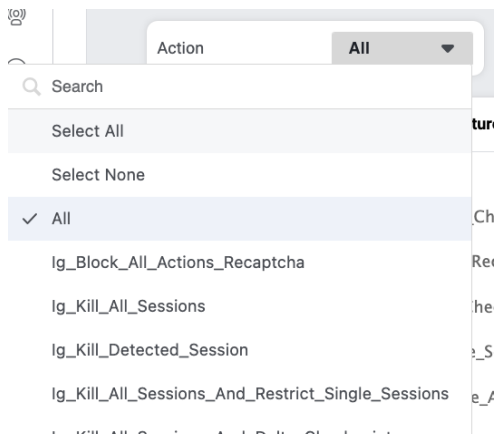 Action
All
Search
Select All
Select None
All
Ig_Block_All_Actions_Recaptcha
Ig_Kill_All_Sessions
Ig_Kill_Detected_Session
Ig_Kill_All_Sessions_And_Restrict_Single_Sessions